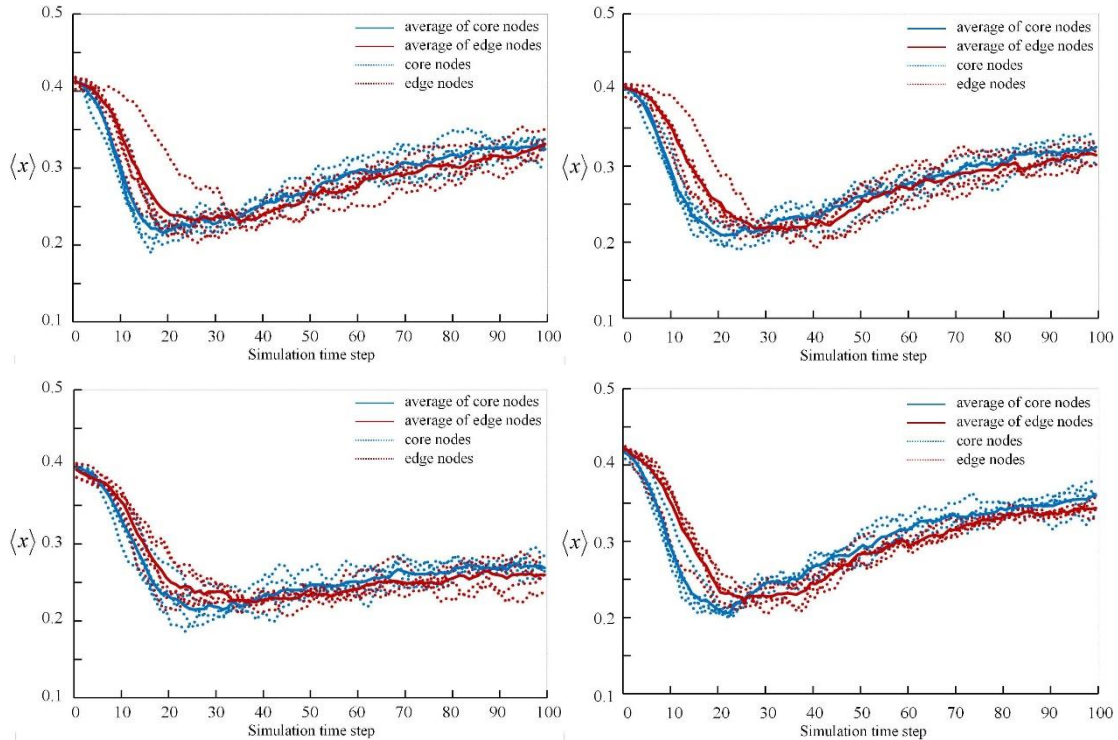 0.5
average of core nodes
average of edge nodes
core nodes
edge nodes
0.4
⟨x⟩
0.3
0.2
0.1
0 10 20 30 40 50 60 70 80 90 100
Simulation time step
0.5
average of core nodes
average of edge nodes
core nodes
edge nodes
0.4
⟨x⟩
0.3
0.2
0.1
0 10 20 30 40 50 60 70 80 90 100
Simulation time step
0.5
average of core nodes
average of edge nodes
core nodes
edge nodes
0.4
⟨x⟩
0.3
0.2
0.1
0 10 20 30 40 50 60 70 80 90 100
Simulation time step
0.5
average of core nodes
average of edge nodes
core nodes
edge nodes
0.4
⟨x⟩
0.3
0.2
0.1
0 10 20 30 40 50 60 70 80 90 100
Simulation time step